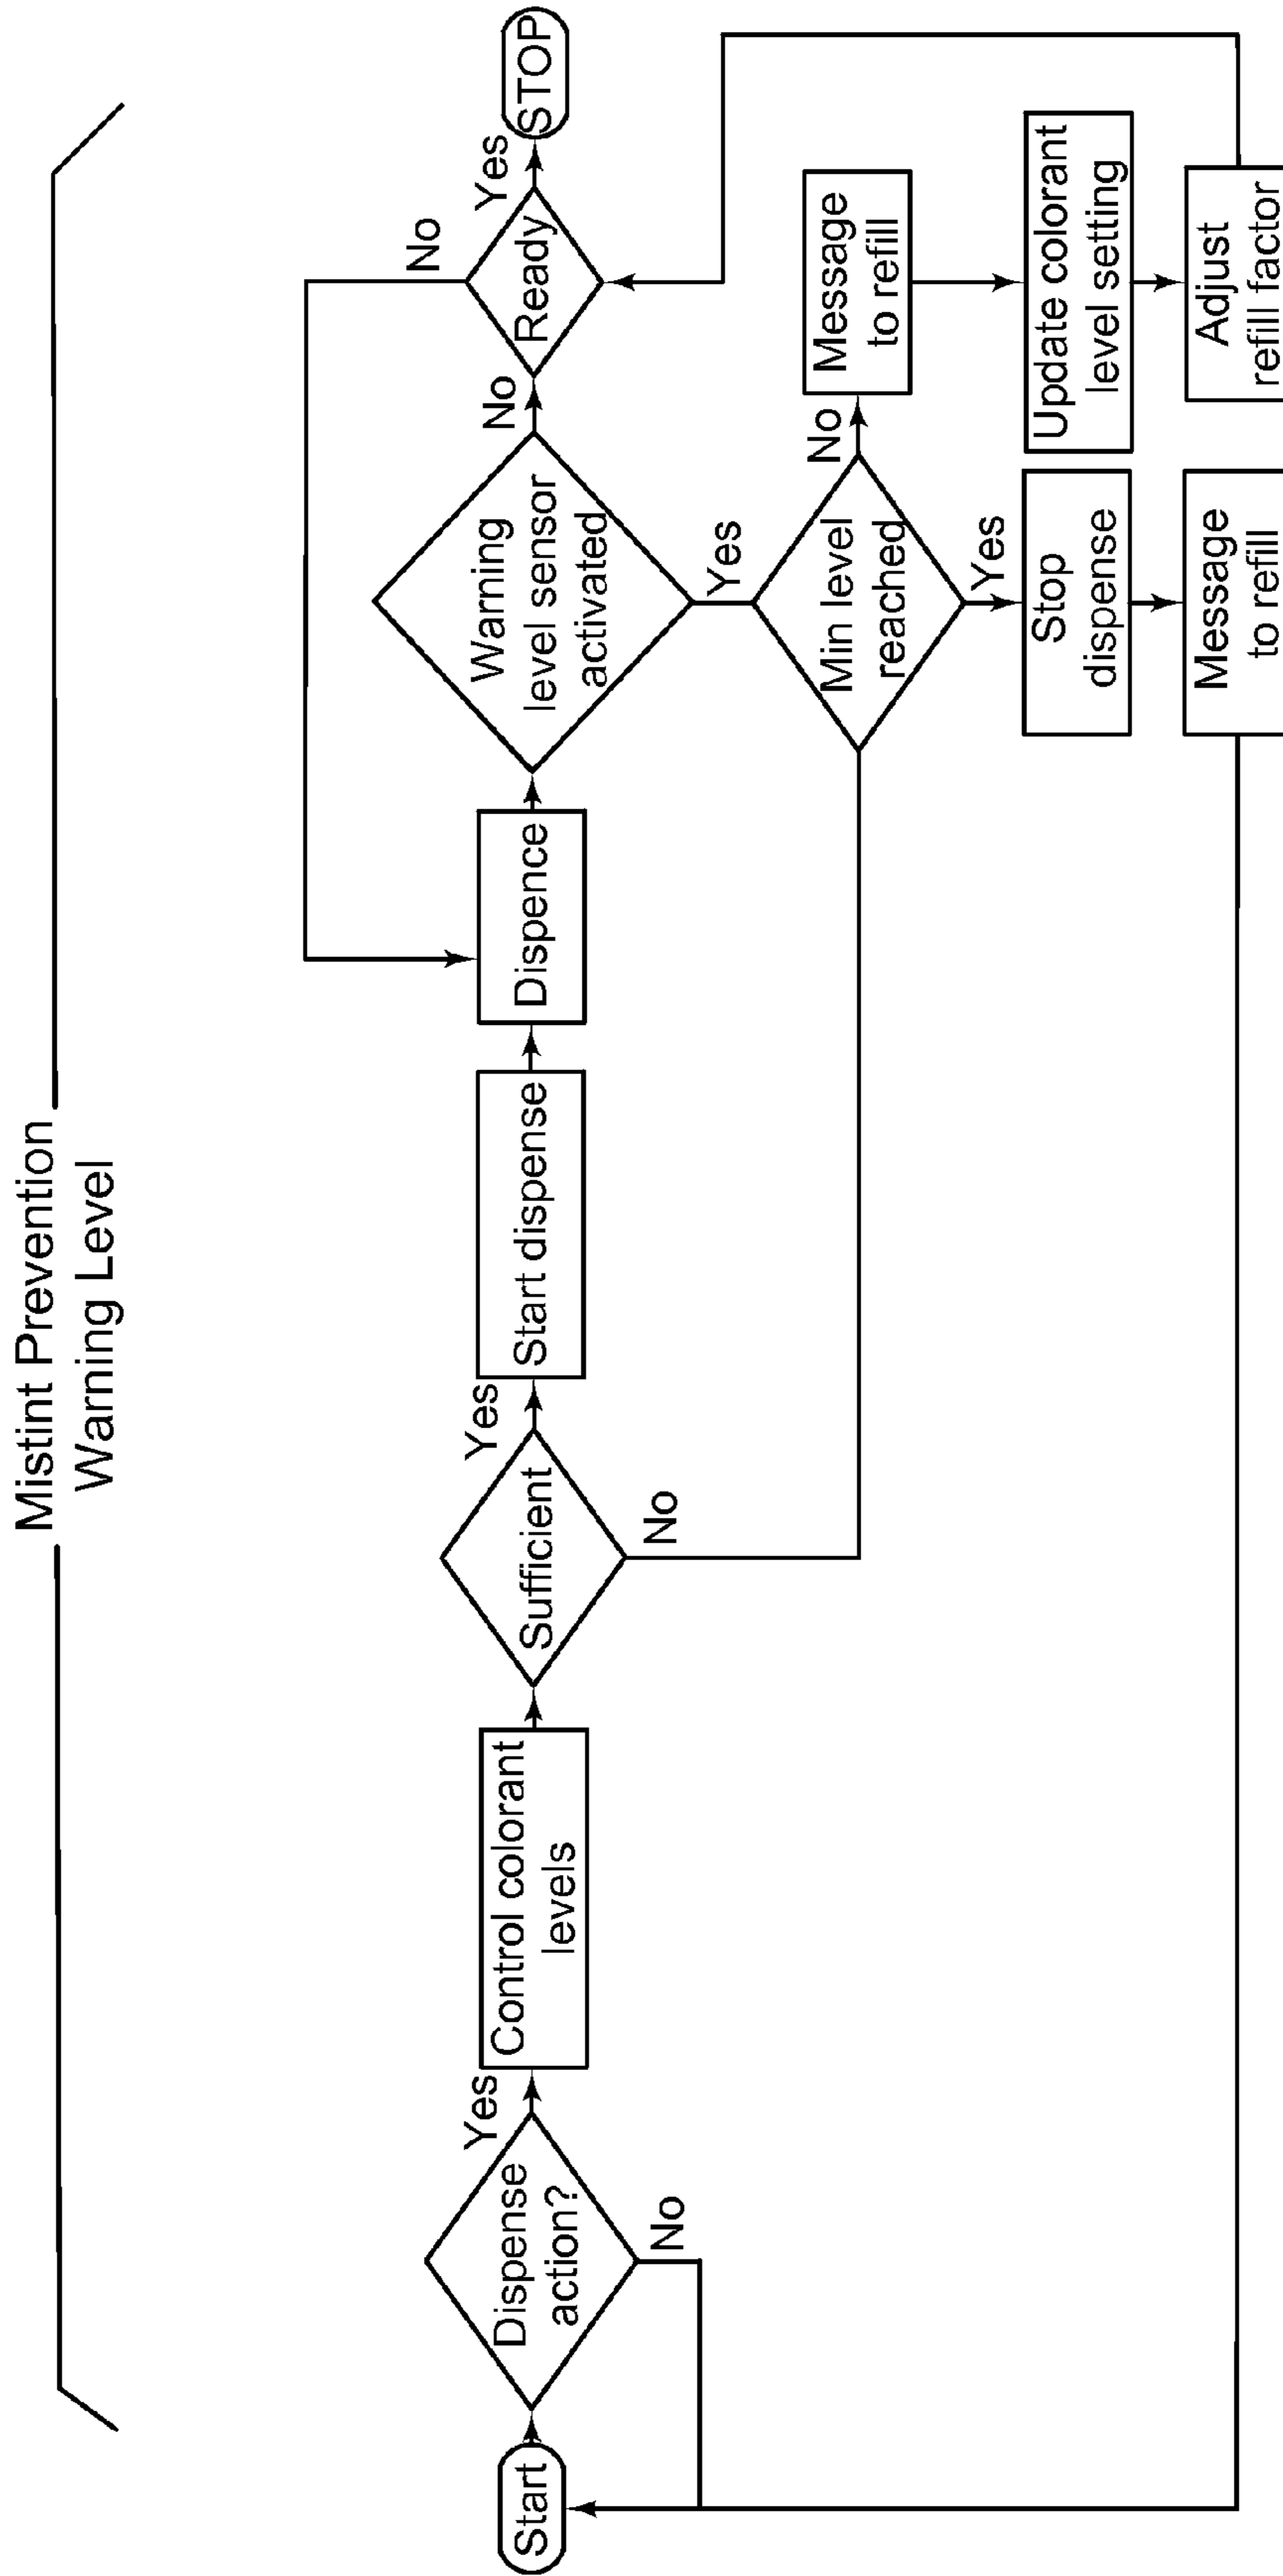 Mistint Prevention
Warning Level
Start
Dispense
action?
Yes
No
Control colorant
levels
Sufficient
Yes
No
Start dispense
Dispence
Warning
level sensor
activated
No
Yes
Ready
No
Yes
STOP
Min level
reached
No
Yes
Message
to refill
Update colorant
level setting
Adjust
refill factor
Stop
dispense
Message
to refill